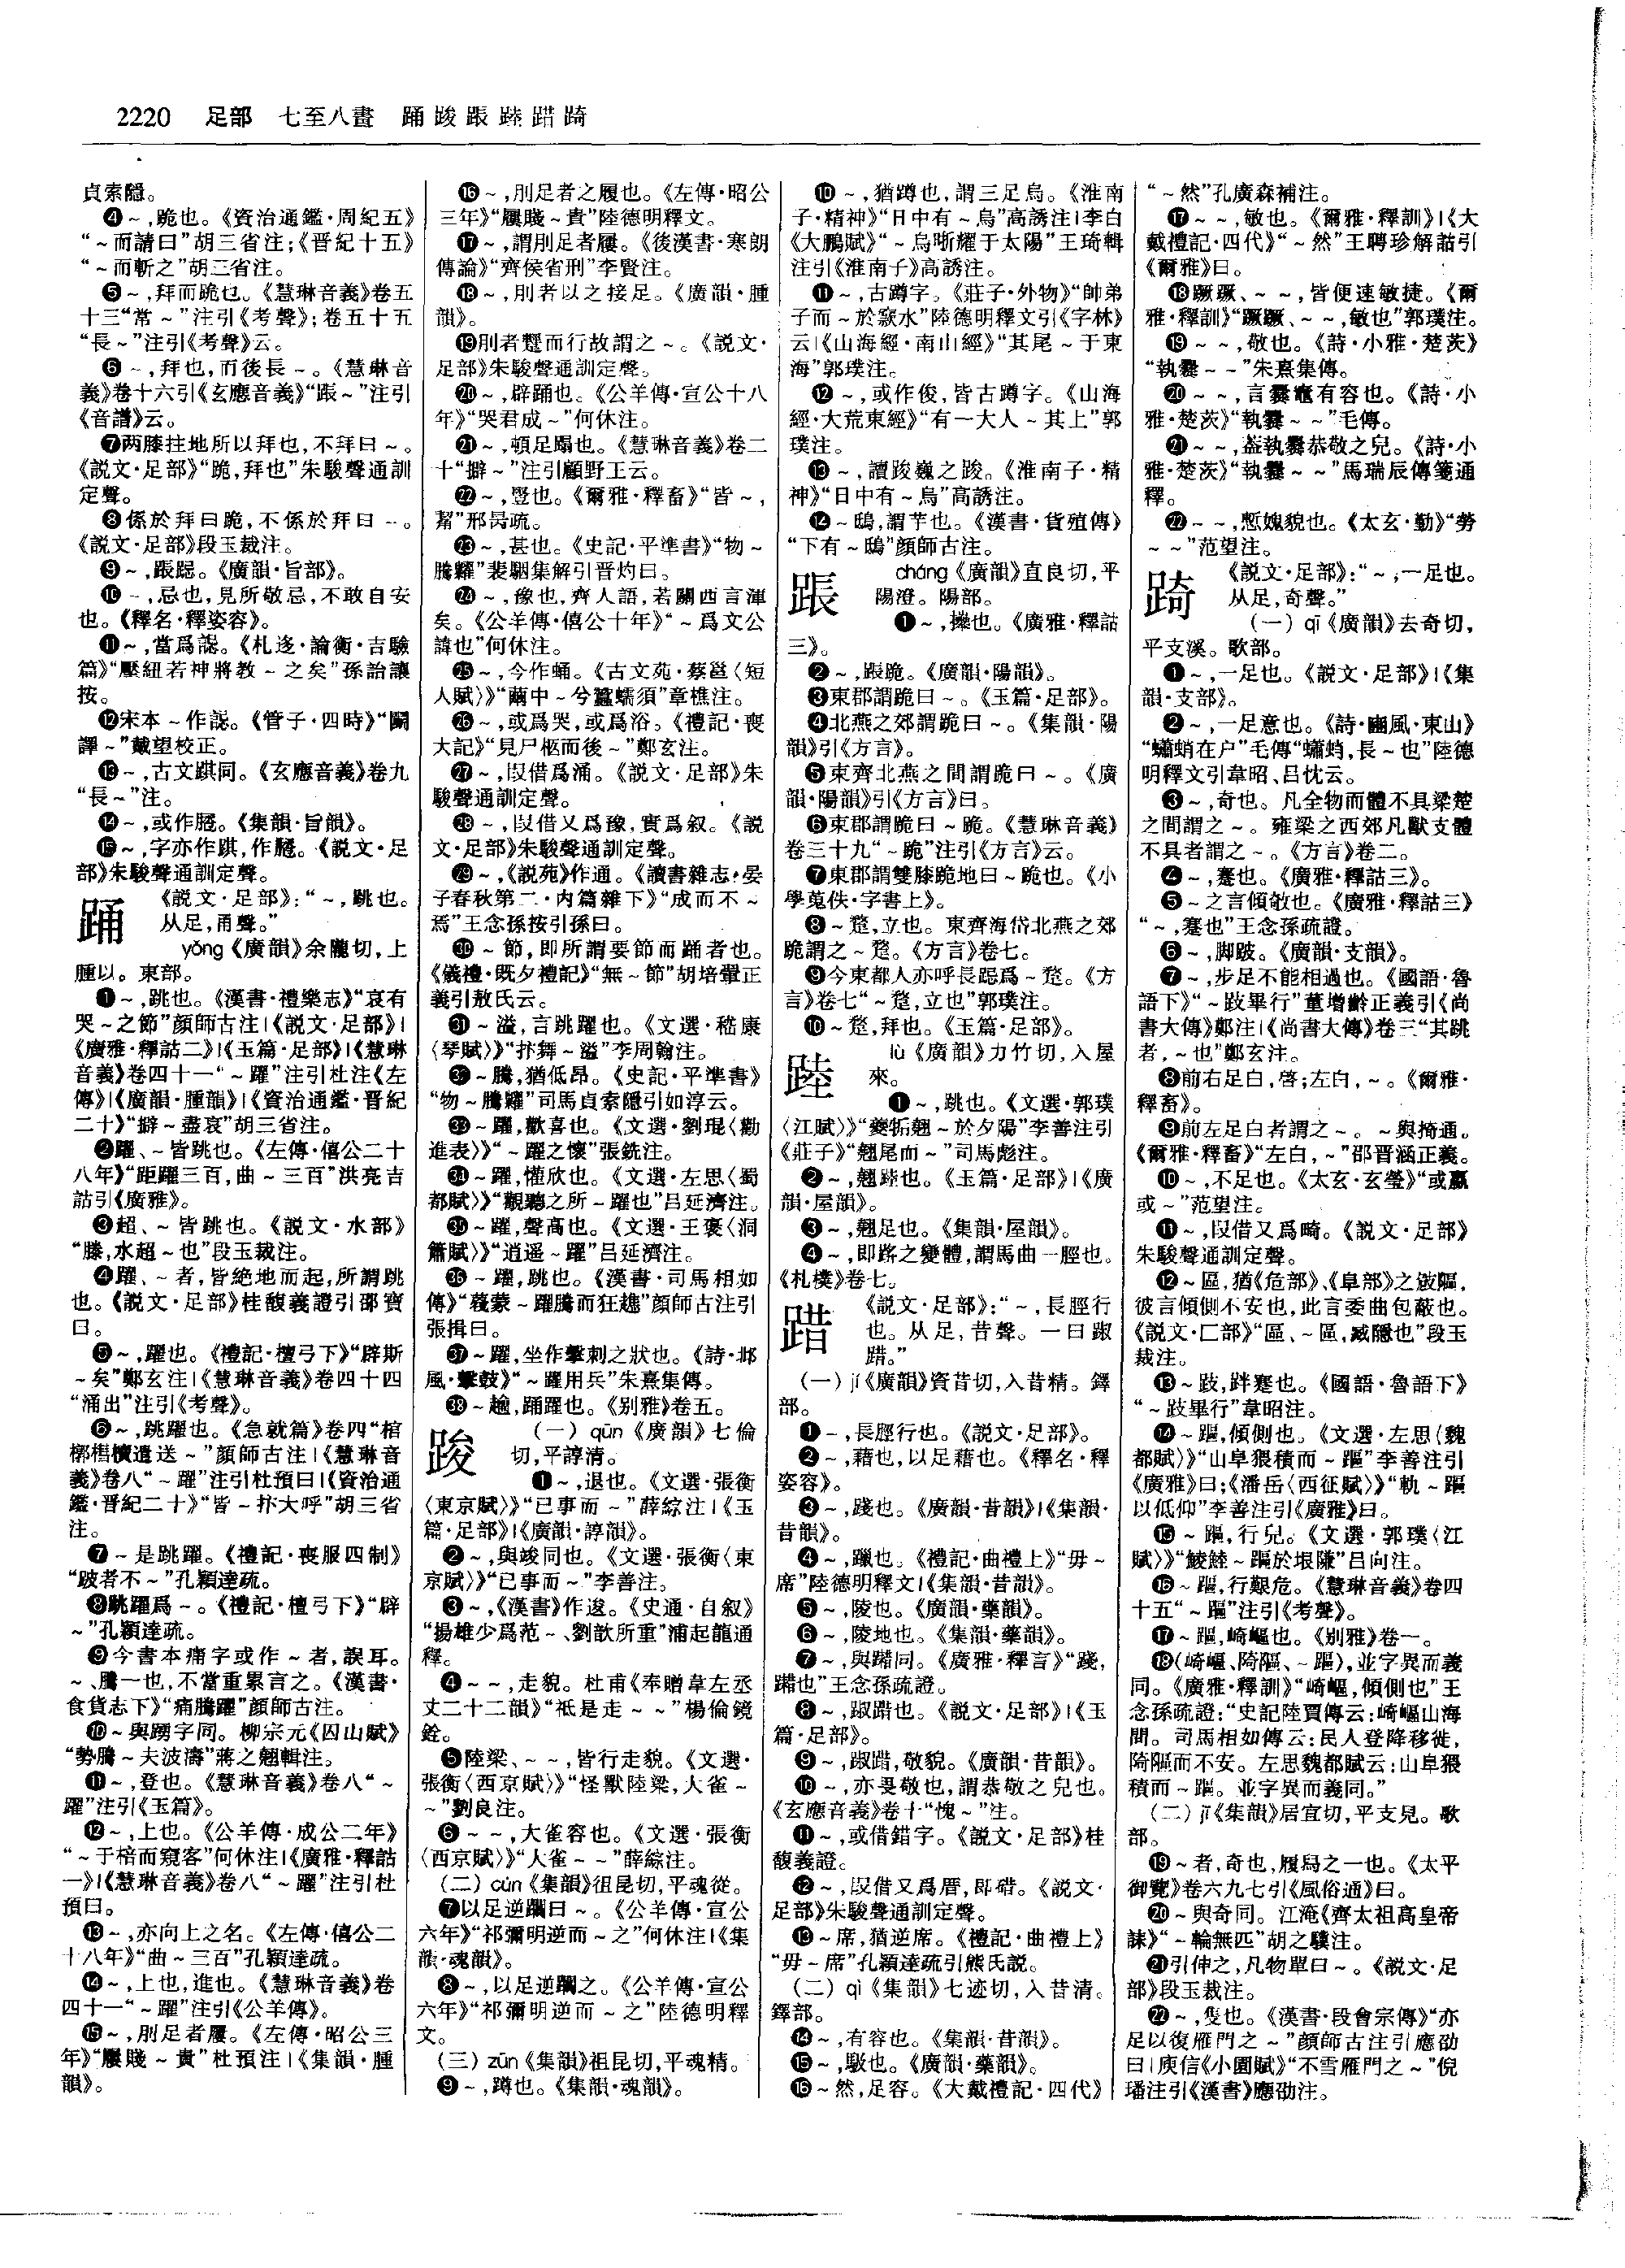 2220 足部 七至八畫 踊踆踉踛踖踦
貞索隱。
❹～,跪也。《資治通鑑·周紀五》
“～而請曰”胡三省注;《晋紀十五》
“～而斬之”胡三省注。
❺～,拜而跪也。《慧琳音義》卷五
十三“常～”注引《考聲》;卷五十五
“長～”注引《考聲》云。
❻～,拜也,而後長～。《慧琳音
義》卷十六引《玄應音義》“跟～”注引
《音譜》云。
❼两膝拄地所以拜也,不拜曰～。
《説文·足部》“跪,拜也”朱駿聲通訓
定聲。
❽係於拜曰跪,不係於拜曰～。
《説文·足部》段玉裁注。
❾～,踉跽。《廣韻·旨部》。
❿～,忌也,見所敬忌,不敢自安
也。《釋名·釋姿容》。
⓫～,當爲誋。《札迻·論衡·吉驗
篇》“壓紐若神將教～之矣”孫詒讓
按。
⓬宋本～作誋。《管子·四時》“闢
譯～”戴望校正。
⓭～,古文䠆同。《玄應音義》卷九
“長～”注。
⓮～,或作𨆎。《集韻·旨韻》。
⓯～,字亦作䠆,作𨆎。《説文·足
部》朱駿聲通訓定聲。
踊 《説文·足部》:“～,跳也。
从足,甬聲。”
yǒng《廣韻》余隴切,上
腫以。東部。
❶～,跳也。《漢書·禮樂志》“哀有
哭～之節”顔師古注|《説文·足部》|
《廣雅·釋詁二》|《玉篇·足部》|《慧琳
音義》卷四十一“～躍”注引杜注《左
傳》|《廣韻·腫韻》|《資治通鑑·晋紀
二十》“擗～盡哀”胡三省注。
❷躍、～皆跳也。《左傳·僖公二十
八年》“距躍三百,曲～三百”洪亮吉
詁引《廣雅》。
❸超、～皆跳也。《説文·水部》
“滕,水超～也”段玉裁注。
❹躍、～者,皆絶地而起,所謂跳
也。《説文·足部》桂馥義證引邵寶
曰。
❺～,躍也。《禮記·檀弓下》“辟斯
～矣”鄭玄注|《慧琳音義》卷四十四
“涌出”注引《考聲》。
❻～,跳躍也。《急就篇》卷四“棺
槨槥櫝遣送～”顔師古注|《慧琳音
義》卷八“～躍”注引杜預曰|《資治通
鑑·晋紀二十》“皆～抃大呼”胡三省
注。
❼～是跳躍。《禮記·喪服四制》
“跛者不～”孔穎達疏。
❽跳躍爲～。《禮記·檀弓下》“辟
～”孔穎達疏。
❾今書本痛字或作～者,誤耳。
～、騰一也,不當重累言之。《漢書·
食貨志下》“痛騰躍”顔師古注。
❿～與踴字同。柳宗元《囚山賦》
“勢騰～夫波濤”蔣之翹輯注。
⓫～,登也。《慧琳音義》卷八“～
躍”注引《玉篇》。
⓬～,上也。《公羊傳·成公二年》
“～于棓而窺客”何休注|《廣雅·釋詁
一》|《慧琳音義》卷八“～躍”注引杜
預曰。
⓭～,亦向上之名。《左傳·僖公二
十八年》“曲～三百”孔穎達疏。
⓮～,上也,進也。《慧琳音義》卷
四十一“～躍”注引《公羊傳》。
⓯～,刖足者屨。《左傳·昭公三
年》“屨賤～貴”杜預注|《集韻·腫
韻》。
⓰～,刖足者之履也。《左傳·昭公
三年》“屨賤～貴”陸德明釋文。
⓱～,謂刖足者屨。《後漢書·寒朗
傳論》“齊侯省刑”李賢注。
⓲～,刖者以之接足。《廣韻·腫
韻》。
⓳刖者躄而行故謂之～。《説文·
足部》朱駿聲通訓定聲。
⓴～,辟踊也。《公羊傳·宣公十八
年》“哭君成～”何休注。
㉑～,頓足蹋也。《慧琳音義》卷二
十“擗～”注引顧野王云。
㉒～,豎也。《爾雅·釋畜》“皆～,
觢”邢昺疏。
㉓～,甚也。《史記·平準書》“物～
騰糶”裴駰集解引晋灼曰。
㉔～,豫也,齊人語,若關西言渾
矣。《公羊傳·僖公十年》“～爲文公
諱也”何休注。
㉕～,今作蛹。《古文苑·蔡邕〈短
人賦〉》“繭中～兮蠶蠕須”章樵注。
㉖～,或爲哭,或爲浴。《禮記·喪
大記》“見尸柩而後～”鄭玄注。
㉗～,叚借爲涌。《説文·足部》朱
駿聲通訓定聲。
㉘～,叚借又爲豫,實爲叙。《説
文·足部》朱駿聲通訓定聲。
㉙～,《説苑》作通。《讀書雜志·晏
子春秋第二·内篇雜下》“成而不～
焉”王念孫按引孫曰。
㉚～節,即所謂要節而踊者也。
《儀禮·既夕禮記》“無～節”胡培翬正
義引敖氏云。
㉛～溢,言跳躍也。《文選·嵇康
〈琴賦〉》“抃舞～溢”李周翰注。
㉜～騰,猶低昂。《史記·平準書》
“物～騰糶”司馬貞索隱引如淳云。
㉝～躍,歡喜也。《文選·劉琨〈勸
進表〉》“～躍之懷”張銑注。
㉞～躍,懽欣也。《文選·左思〈蜀
都賦〉》“觀聽之所～躍也”吕延濟注。
㉟～躍,聲高也。《文選·王褒〈洞
簫賦〉》“道遥～躍”吕延濟注。
㊱～躍,跳也。《漢書·司馬相如
傳》“蔑蒙～躍騰而狂趭”顔師古注引
張揖曰。
㊲～躍,坐作擊刺之狀也。《詩·邶
風·擊鼓》“～躍用兵”朱熹集傳。
㊳～趯,踊躍也。《别雅》卷五。
踆 (一) qūn《廣韻》七倫
切,平諄清。
❶～,退也。《文選·張衡
〈東京賦〉》“已事而～”薛綜注|《玉
篇·足部》|《廣韻·諄韻》。
❷～,與竣同也。《文選·張衡〈東
京賦〉》“已事而～”李善注。
❸～,《漢書》作逡。《史通·自叙》
“揚雄少爲范～、劉歆所重”浦起龍通
釋。
❹～～,走貌。杜甫《奉贈韋左丞
丈二十二韻》“祗是走～～”楊倫鏡
銓。
❺陸梁、～～,皆行走貌。《文選·
張衡〈西京賦〉》“怪獸陸梁,大雀～
～”劉良注。
❻～～,大雀容也。《文選·張衡
〈西京賦〉》“大雀～～”薛綜注。
(二) cún《集韻》徂昆切,平魂從。
❼以足逆躢曰～。《公羊傳·宣公
六年》“祁彌明逆而～之”何休注|《集
韻·魂韻》。
❽～,以足逆躢之。《公羊傳·宣公
六年》“祁彌明逆而～之”陸德明釋
文。
(三) zūn《集韻》祖昆切,平魂精。
❾～,蹲也。《集韻·魂韻》。
❿～,猶蹲也,謂三足烏。《淮南
子·精神》“日中有～烏”高誘注|李白
《大鵬賦》“～烏晰耀于太陽”王琦輯
注引《淮南子》高誘注。
⓫～,古蹲字。《莊子·外物》“帥弟
子而～於窾水”陸德明釋文引《字林》
云|《山海經·南山經》“其尾～于東
海”郭璞注。
⓬～,或作俊,皆古蹲字。《山海
經·大荒東經》“有一大人～其上”郭
璞注。
⓭～,讀踆巍之踆。《淮南子·精
神》“日中有～烏”高誘注。
⓮～鴟,謂芋也。《漢書·貨殖傳》
“下有～鴟”顔師古注。
䠆 cháng《廣韻》直良切,平
陽澄。陽部。
❶～,搼也。《廣雅·釋詁
三》。
❷～,踉跪。《廣韻·陽韻》。
❸東郡謂跪曰～。《玉篇·足部》。
❹北燕之郊謂跪曰～。《集韻·陽
韻》引《方言》。
❺東齊北燕之間謂跪曰～。《廣
韻·陽韻》引《方言》曰。
❻東郡謂跪曰～跪。《慧琳音義》
卷三十九“～跪”注引《方言》云。
❼東郡謂雙膝跪地曰～跪也。《小
學蒐佚·字書上》。
❽～䇓,立也。東齊海岱北燕之郊
跪謂之～䇓。《方言》卷七。
❾今東都人亦呼長跽爲～䇓。《方
言》卷七“～䇓,立也”郭璞注。
❿～䇓,拜也。《玉篇·足部》。
踛 lù《廣韻》力竹切,入屋
來。
❶～,跳也。《文選·郭璞
〈江賦〉》“夔㸸翹～於夕陽”李善注引
《莊子》“翹尾而～”司馬彪注。
❷～,翹踛也。《玉篇·足部》|《廣
韻·屋韻》。
❸～,翹足也。《集韻·屋韻》。
❹～,即路之變體,謂馬曲一脛也。
《札樸》卷七。
踖 《説文·足部》:“～,長脛行
也。从足,昔聲。一曰踧
踖。”
(一) jí《廣韻》資昔切,入昔精。鐸
部。
❶～,長脛行也。《説文·足部》。
❷～,藉也,以足藉也。《釋名·釋
姿容》。
❸～,踐也。《廣韻·昔韻》|《集韻·
昔韻》。
❹～,躐也。《禮記·曲禮上》“毋～
席”陸德明釋文|《集韻·昔韻》。
❺～,陵也。《廣韻·藥韻》。
❻～,陵地也。《集韻·藥韻》。
❼～,與躤同。《廣雅·釋言》“踐,
踖也”王念孫疏證。
❽～,踧踖也。《説文·足部》|《玉
篇·足部》。
❾～,踧踖,敬貌。《廣韻·昔韻》。
❿～,亦畏敬也,謂恭敬之皃也。
《玄應音義》卷十“愧～”注。
⓫～,或借錯字。《説文·足部》桂
馥義證。
⓬～,叚借又爲厝,即碏。《説文·
足部》朱駿聲通訓定聲。
⓭～席,猶逆席。《禮記·曲禮上》
“毋～席”孔穎達疏引熊氏説。
(二) qì《集韻》七迹切,入昔清。
鐸部。
⓮～,有容也。《集韻·昔韻》。
⓯～,駮也。《廣韻·藥韻》。
⓰～然,足容。《大戴禮記·四代》
“～然”孔廣森補注。
⓱～～,敏也。《爾雅·釋訓》|《大
戴禮記·四代》“～然”王聘珍解詁引
《爾雅》曰。
⓲蹶蹶、～～,皆便速敏捷。《爾
雅·釋訓》“蹶蹶、～～,敏也”郭璞注。
⓳～～,敬也。《詩·小雅·楚茨》
“執爨～～”朱熹集傳。
⓴～～,言爨竈有容也。《詩·小
雅·楚茨》“執爨～～”毛傳。
㉑～～,葢執爨恭敬之皃。《詩·小
雅·楚茨》“執爨～～”馬瑞辰傳箋通
釋。
㉒～～,慙媿貌也。《太玄·勤》“勞
～～”范望注。
踦 《説文·足部》:“～,一足也。
从足,奇聲。”
(一) qī《廣韻》去奇切,
平支溪。歌部。
❶～,一足也。《説文·足部》|《集
韻·支部》。
❷～,一足意也。《詩·豳風·東山》
“蠨蛸在户”毛傳“蠨蛸,長～也”陸德
明釋文引韋昭、吕忱云。
❸～,奇也。凡全物而體不具梁楚
之間謂之～。雍梁之西郊凡獸支體
不具者謂之～。《方言》卷二。
❹～,蹇也。《廣雅·釋詁三》。
❺～之言傾敧也。《廣雅·釋詁三》
“～,蹇也”王念孫疏證。
❻～,脚跛。《廣韻·支韻》。
❼～,步足不能相過也。《國語·魯
語下》“～跂畢行”董增齡正義引《尚
書大傳》鄭注|《尚書大傳》卷三“其跳
者,～也”鄭玄注。
❽前右足白,啓;左白,～。《爾雅·
釋畜》。
❾前左足白者謂之～。～與掎通。
《爾雅·釋畜》“左白,～”邵晋涵正義。
❿～,不足也。《太玄·玄瑩》“或羸
或～”范望注。
⓫～,叚借又爲畸。《説文·足部》
朱駿聲通訓定聲。
⓬～區,猶《危部》、《阜部》之𢻪䧢,
彼言傾側不安也,此言委曲包蔽也。
《説文·匸部》“區、～區,臧隱也”段玉
裁注。
⓭～跂,跘蹇也。《國語·魯語下》
“～跂畢行”韋昭注。
⓮～䠧,傾側也。《文選·左思〈魏
都賦〉》“山阜猥積而～䠧”李善注引
《廣雅》曰;《潘岳〈西征賦〉》“軌～䠧
以低仰”李善注引《廣雅》曰。
⓯～䠧,行皃。《文選·郭璞〈江
賦〉》“鯪鯥～䠧於垠隒”吕向注。
⓰～䠧,行艱危。《慧琳音義》卷四
十五“～䠧”注引《考聲》。
⓱～䠧,崎嶇也。《别雅》卷一。
⓲(崎嶇、陭䧢、～䠧),並字異而義
同。《廣雅·釋訓》“崎嶇,傾側也”王
念孫疏證:“史記陸賈傳云:崎嶇山海
間。司馬相如傳云:民人登降移徙,
陭䧢而不安。左思魏都賦云:山阜猥
積而～䠧。並字異而義同。”
(二) jī《集韻》居宜切,平支見。歌
部。
⓳～者,奇也,履舄之一也。《太平
御覽》卷六九七引《風俗通》曰。
⓴～與奇同。江淹《齊太祖高皇帝
誄》“～輪無匹”胡之驥注。
㉑引伸之,凡物單曰～。《説文·足
部》段玉裁注。
㉒～,隻也。《漢書·段會宗傳》“亦
足以復雁門之～”顔師古注引應劭
曰|庾信《小園賦》“不雪雁門之～”倪
璠注引《漢書》應劭注。